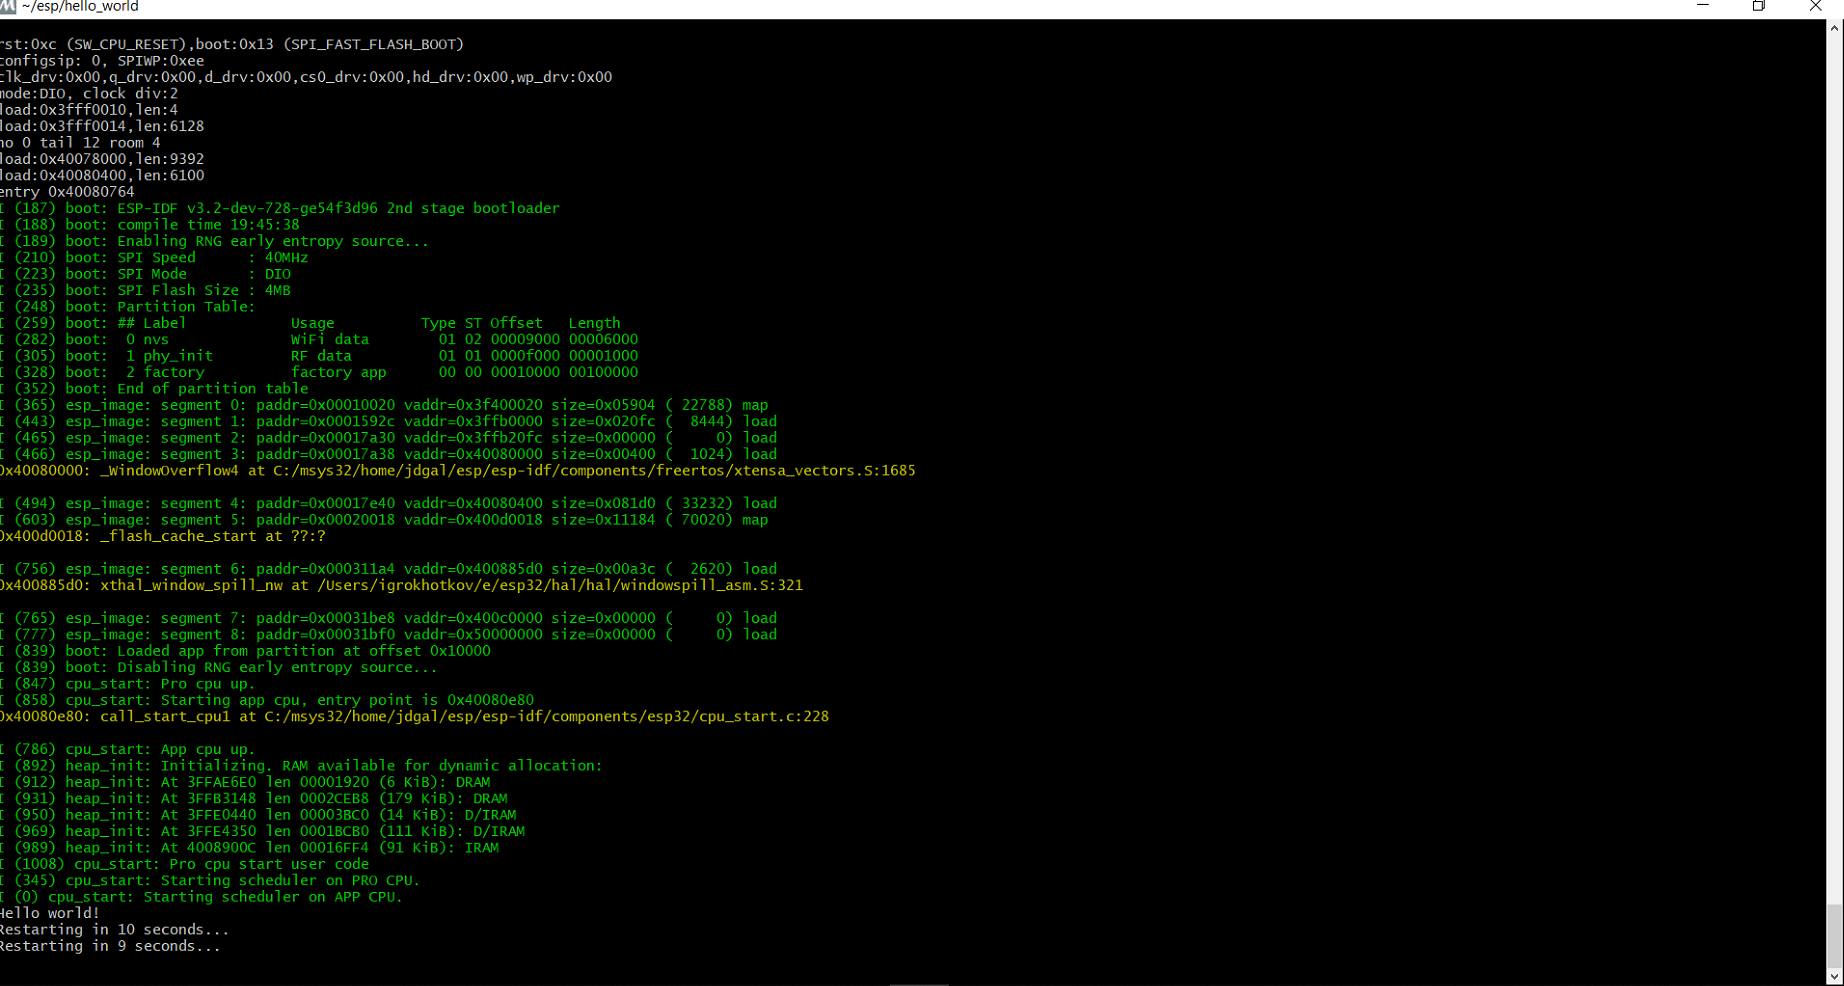 ~/esp/hello_world
rst:0xc (SW_CPU_RESET),boot:0x13 (SPI_FAST_FLASH_BOOT)
configsip: 0, SPIWP:0xee
clk_drv:0x00,q_drv:0x00,d_drv:0x00,cs0_drv:0x00,hd_drv:0x00,wp_drv:0x00
mode:DIO, clock div:2
load:0x3fff0010,len:4
load:0x3fff0014,len:6128
ho 0 tail 12 room 4
load:0x40078000,len:9392
load:0x40080400,len:6100
entry 0x40080764
I (187) boot: ESP-IDF v3.2-dev-728-ge54f3d96 2nd stage bootloader
I (188) boot: compile time 19:45:38
I (189) boot: Enabling RNG early entropy source...
I (210) boot: SPI Speed      : 40MHz
I (223) boot: SPI Mode       : DIO
I (235) boot: SPI Flash Size : 4MB
I (248) boot: Partition Table:
I (259) boot: ## Label            Usage          Type ST Offset   Length
I (282) boot:  0 nvs              WiFi data        01 02 00009000 00006000
I (305) boot:  1 phy_init         RF data          01 01 0000f000 00001000
I (328) boot:  2 factory          factory app      00 00 00010000 00100000
I (352) boot: End of partition table
I (365) esp_image: segment 0: paddr=0x00010020 vaddr=0x3f400020 size=0x05904 ( 22788) map
I (443) esp_image: segment 1: paddr=0x0001592c vaddr=0x3ffb0000 size=0x020fc (  8444) load
I (465) esp_image: segment 2: paddr=0x00017a30 vaddr=0x3ffb20fc size=0x00000 (     0) load
I (466) esp_image: segment 3: paddr=0x00017a38 vaddr=0x40080000 size=0x00400 (  1024) load
0x40080000: _WindowOverflow4 at C:/msys32/home/jdgal/esp/esp-idf/components/freertos/xtensa_vectors.S:1685
I (494) esp_image: segment 4: paddr=0x00017e40 vaddr=0x40080400 size=0x081d0 ( 33232) load
I (603) esp_image: segment 5: paddr=0x00020018 vaddr=0x400d0018 size=0x11184 ( 70020) map
0x400d0018: _flash_cache_start at ??:?
I (756) esp_image: segment 6: paddr=0x000311a4 vaddr=0x400885d0 size=0x00a3c (  2620) load
0x400885d0: xthal_window_spill_nw at /Users/igrokhotkov/e/esp32/hal/hal/windowspill_asm.S:321
I (765) esp_image: segment 7: paddr=0x00031be8 vaddr=0x400c0000 size=0x00000 (     0) load
I (777) esp_image: segment 8: paddr=0x00031bf0 vaddr=0x50000000 size=0x00000 (     0) load
I (839) boot: Loaded app from partition at offset 0x10000
I (839) boot: Disabling RNG early entropy source...
I (847) cpu_start: Pro cpu up.
I (858) cpu_start: Starting app cpu, entry point is 0x40080e80
0x40080e80: call_start_cpu1 at C:/msys32/home/jdgal/esp/esp-idf/components/esp32/cpu_start.c:228
I (786) cpu_start: App cpu up.
I (892) heap_init: Initializing. RAM available for dynamic allocation:
I (912) heap_init: At 3FFAE6E0 len 00001920 (6 KiB): DRAM
I (931) heap_init: At 3FFB3148 len 0002CEB8 (179 KiB): DRAM
I (950) heap_init: At 3FFE0440 len 00003BC0 (14 KiB): D/IRAM
I (969) heap_init: At 3FFE4350 len 0001BCB0 (111 KiB): D/IRAM
I (989) heap_init: At 4008900C len 00016FF4 (91 KiB): IRAM
I (1008) cpu_start: Pro cpu start user code
I (345) cpu_start: Starting scheduler on PRO CPU.
I (0) cpu_start: Starting scheduler on APP CPU.
Hello world!
Restarting in 10 seconds...
Restarting in 9 seconds...